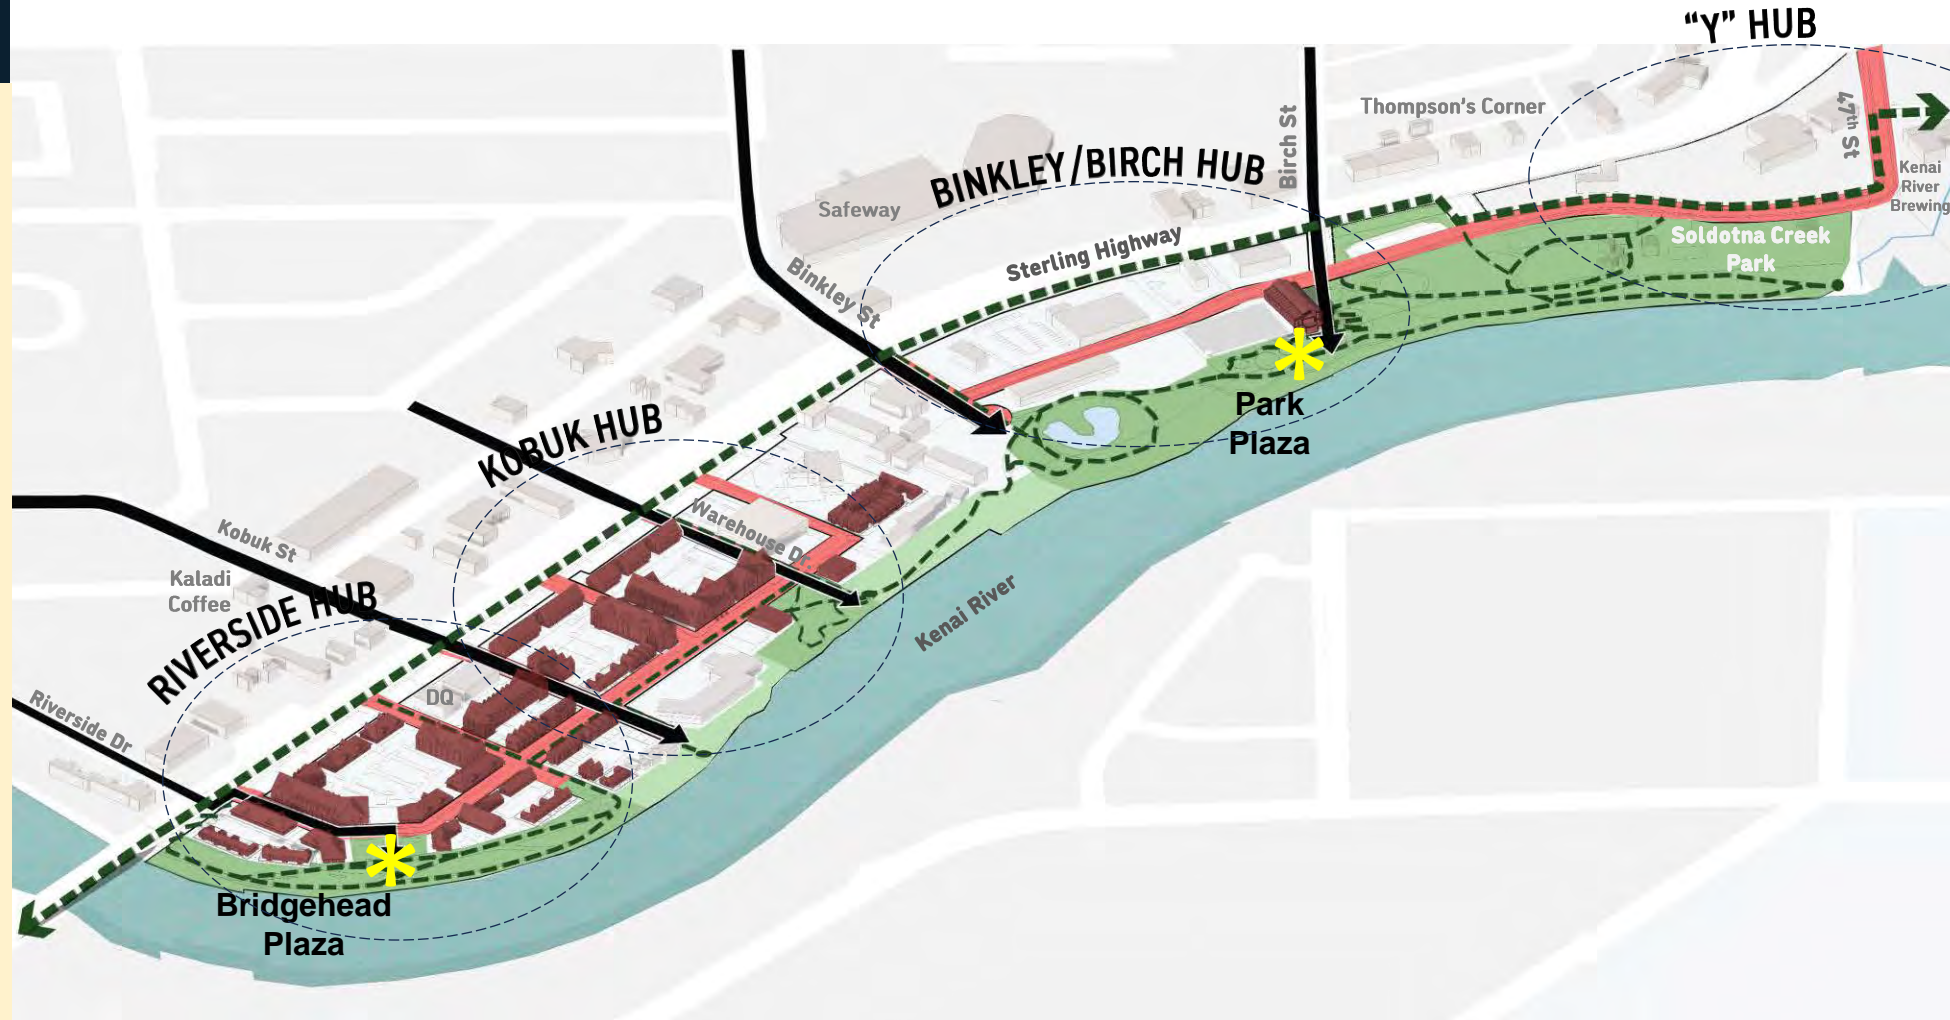 “Y” HUB
Thompson's Corner
Birch St
47th St
Kenai
River
Brewing
BINKLEY/BIRCH HUB
Safeway
Sterling Highway
Soldotna Creek
Park
Binkley St
Park
Plaza
KOBUK HUB
Warehouse Dr.
Kobuk St
Kaladi
Coffee
Kenai River
RIVERSIDE HUB
DQ
Riverside Dr
Bridgehead
Plaza